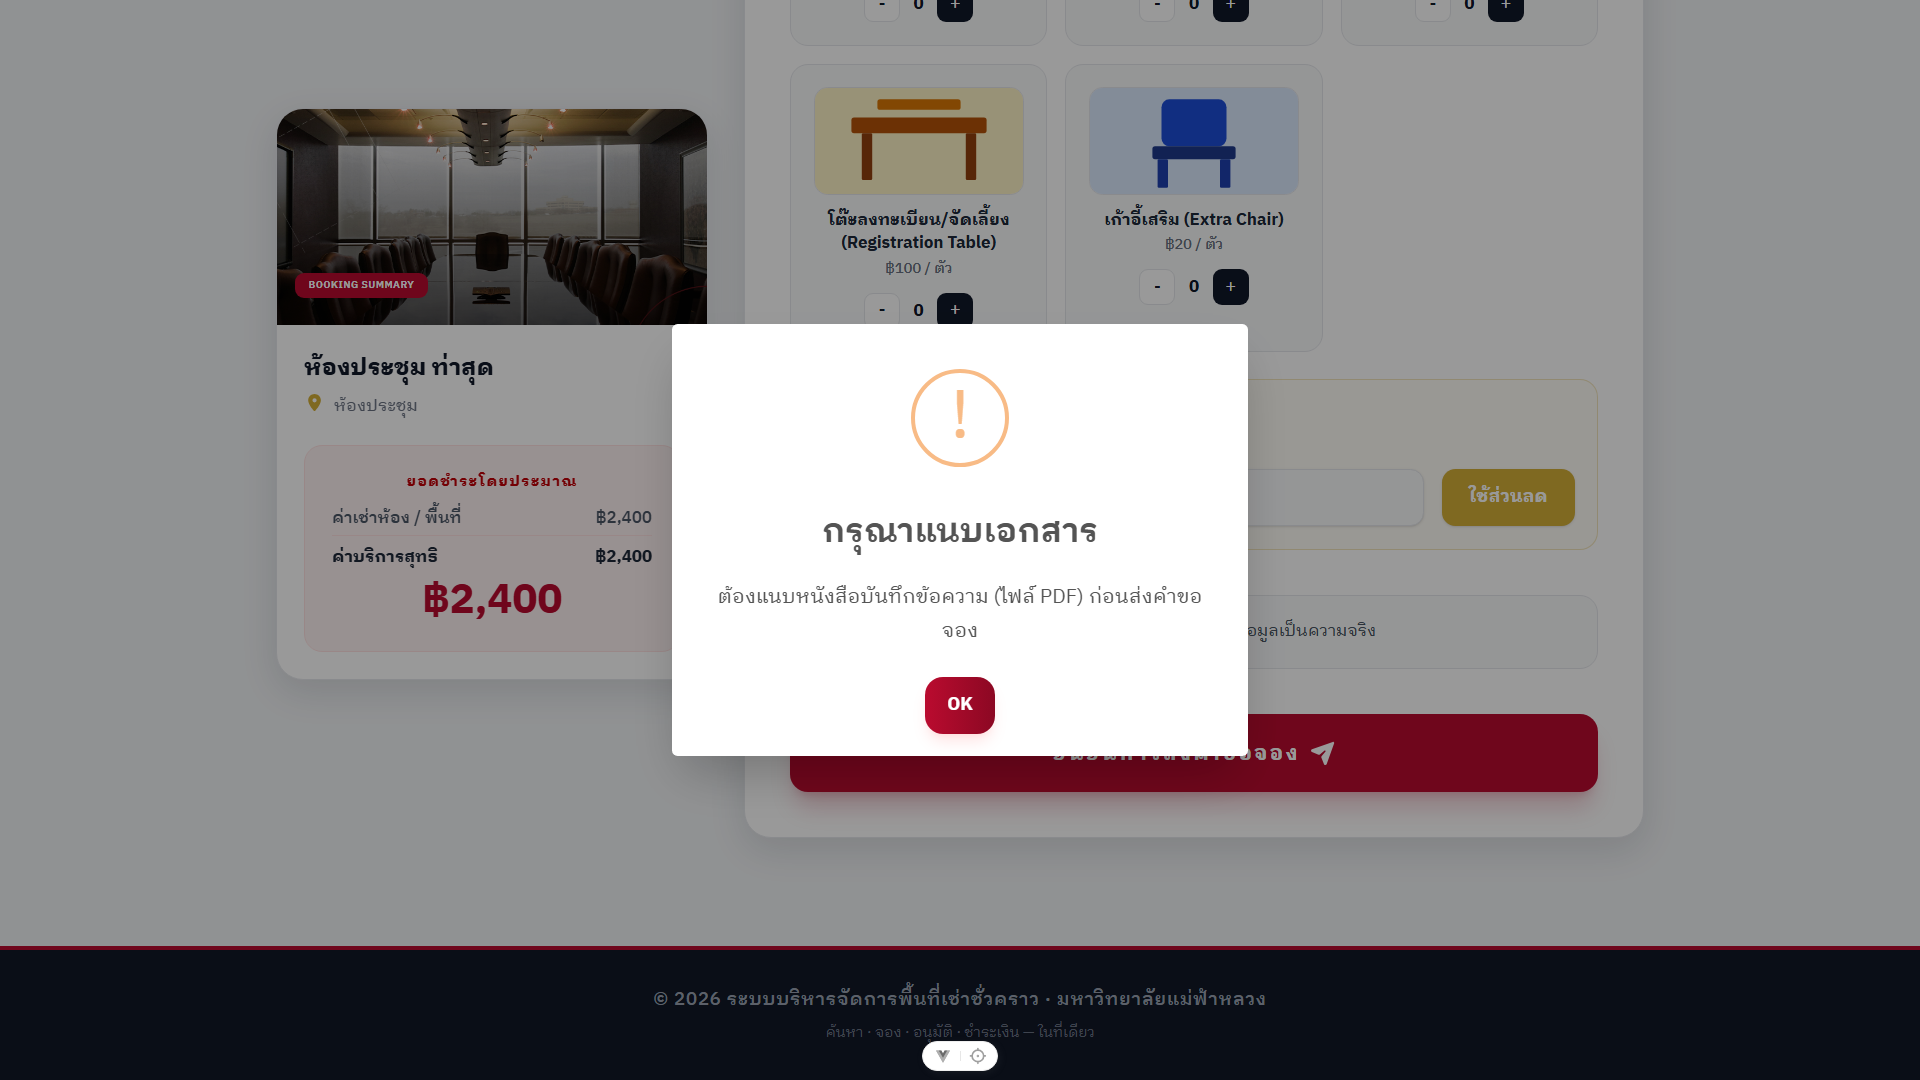 - 0 +
- 0 +
- 0 +
โต๊ะลงทะเบียน/จัดเลี้ยง
(Registration Table)
฿100 / ตัว
- 0 +
เก้าอี้เสริม (Extra Chair)
฿20 / ตัว
- 0 +
BOOKING SUMMARY
ห้องประชุม ท่าสุด
ห้องประชุม
ยอดชำระโดยประมาณ
ค่าเช่าห้อง / พื้นที่ ฿2,400
ค่าบริการสุทธิ ฿2,400
฿2,400
กรุณาแนบเอกสาร
ต้องแนบหนังสือบันทึกข้อความ (ไฟล์ PDF) ก่อนส่งคำขอ
จอง
OK
ใช้ส่วนลด
เป็นความจริง
© 2026 ระบบบริหารจัดการพื้นที่เช่าชั่วคราว · มหาวิทยาลัยแม่ฟ้าหลวง
ค้นหา · จอง · อนุมัติ · ชำระเงิน — ในที่เดียว